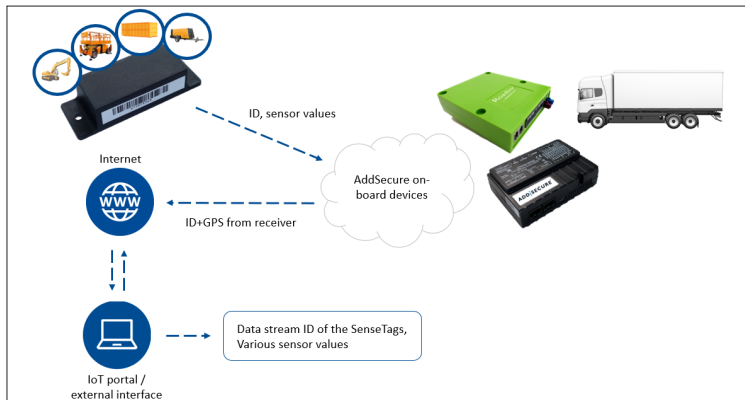 ID, sensor values
Internet
WWW
AddSecure on-
board devices
ID+GPS from receiver
ADDSECURE
Data stream ID of the SenseTags,
Various sensor values
IoT portal /
external interface